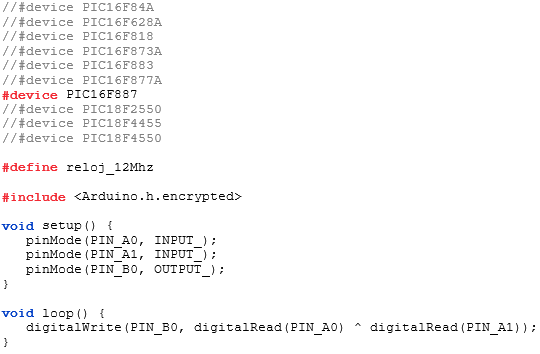 //#device PIC16F84A
//#device PIC16F628A
//#device PIC16F818
//#device PIC16F873A
//#device PIC16F883
//#device PIC16F877A
#device PIC16F887
//#device PIC18F2550
//#device PIC18F4455
//#device PIC18F4550
#define reloj_12Mhz
#include <Arduino.h.encrypted>
void setup() {
   pinMode(PIN_A0, INPUT_);
   pinMode(PIN_A1, INPUT_);
   pinMode(PIN_B0, OUTPUT_);
}
void loop() {
   digitalWrite(PIN_B0, digitalRead(PIN_A0) ^ digitalRead(PIN_A1));
}